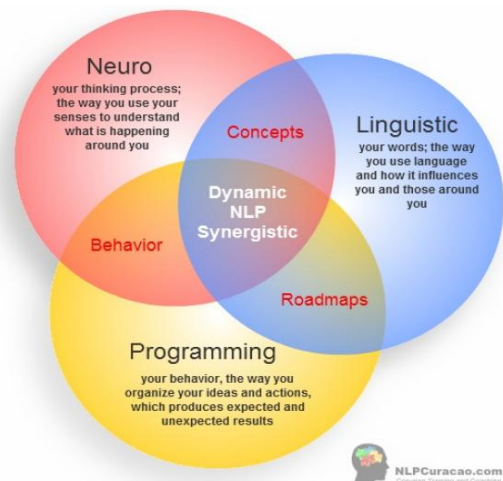 Neuro
your thinking process;
the way you use your
senses to understand
what is happening
around you
Concepts
Linguistic
your words; the way
you use language
and how it influences
you and those around
you
Dynamic
NLP
Synergistic
Behavior
Roadmaps
Programming
your behavior, the way you
organize your ideas and actions,
which produces expected and
unexpected results
NLPCuracao.com